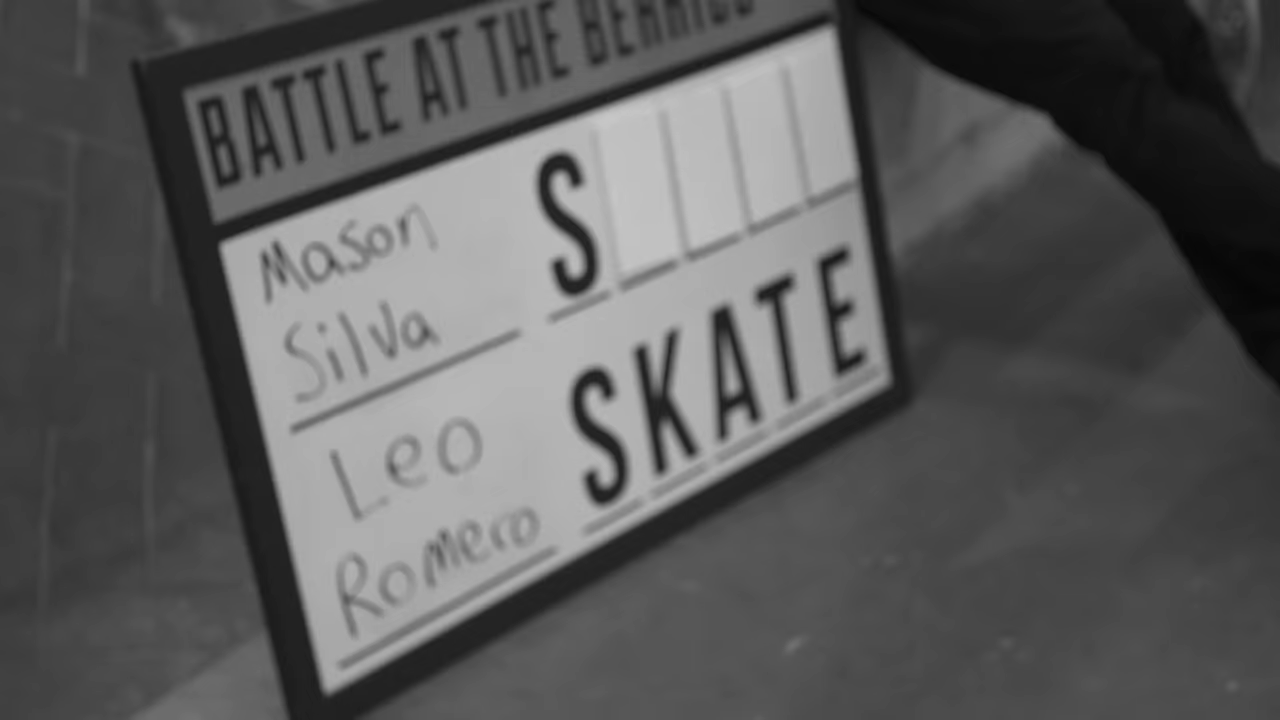 BATTLE AT THE BERRICS
Mason
Silva
S
Leo
Romero
SKATE